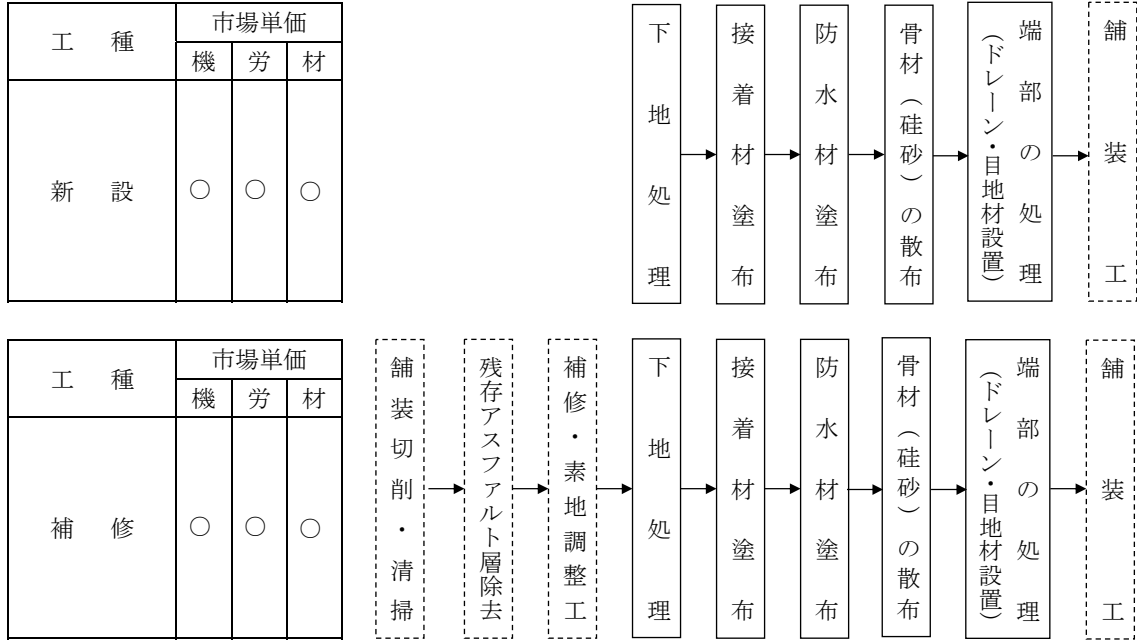 工　種
市場単価
機
労
材
新　設
○
○
○
下地処理
接着材塗布
防水材塗布
骨材（硅砂）の散布
端部の処理
（ドレーン・目地材設置）
舗装工
工　種
市場単価
機
労
材
補　修
○
○
○
舗装切削・清掃
残存アスファルト層除去
補修・素地調整工
下地処理
接着材塗布
防水材塗布
骨材（硅砂）の散布
端部の処理
（ドレーン・目地材設置）
舗装工